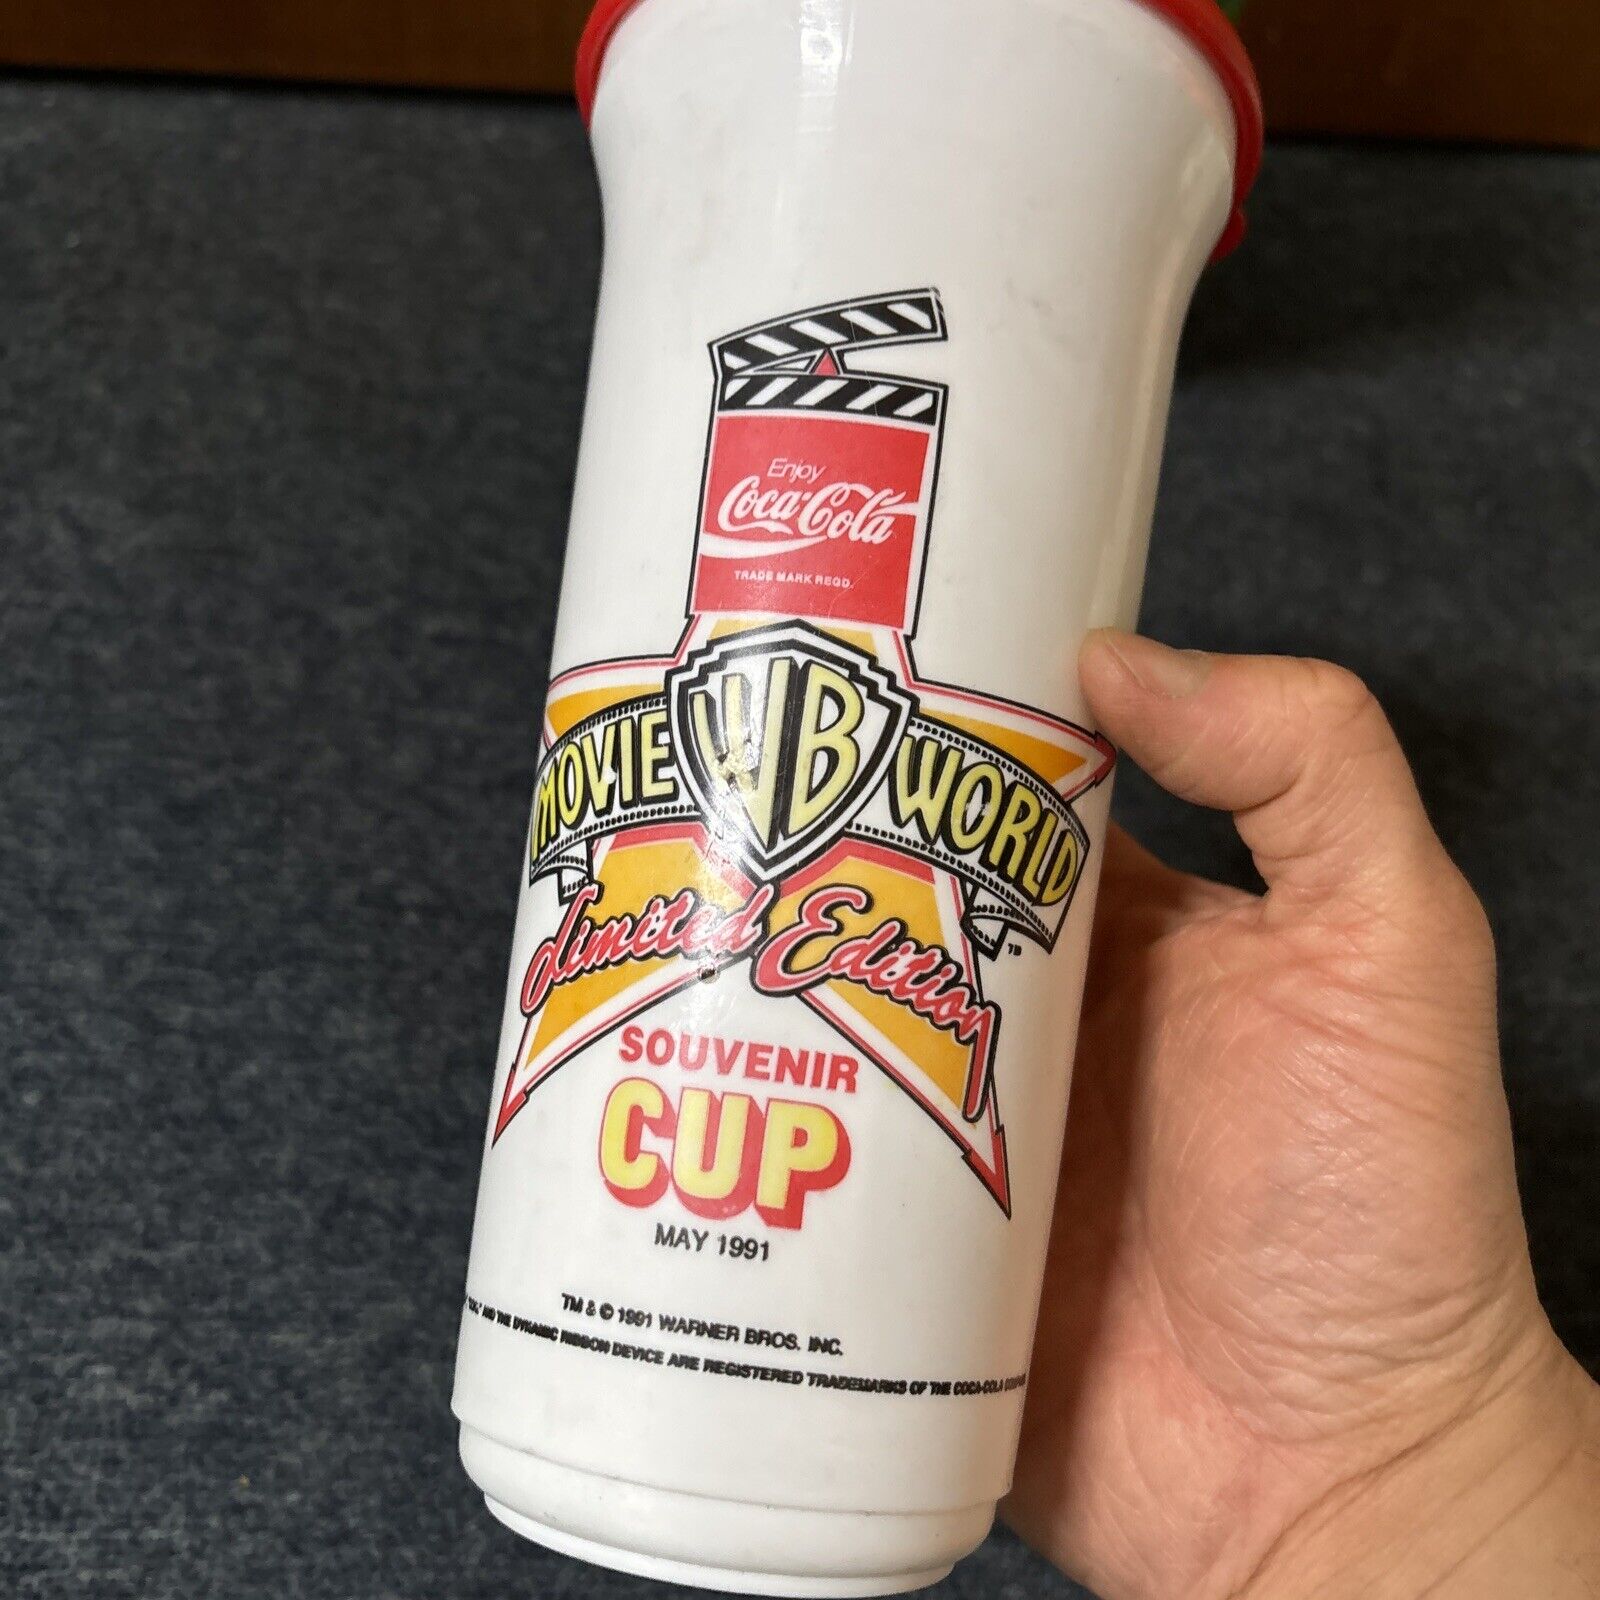 Enjoy
Coca-Cola
TRADE MARK REGD.
MOVIE WB WORLD
TM
Limited Edition
SOUVENIR
CUP
MAY 1991
TM & © 1991 WARNER BROS. INC.
AND THE DYNAMIC RIBBON DEVICE ARE REGISTERED TRADEMARKS OF THE COCA-COLA